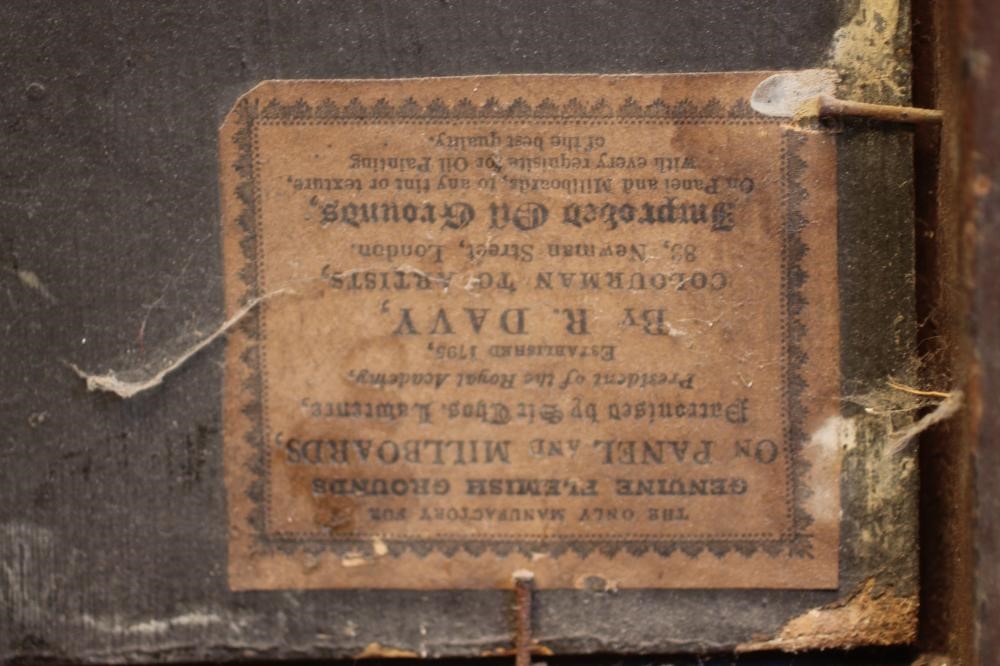 THE ONLY MANUFACTORY FOR
GENUINE FLEMISH GROUNDS
ON PANEL AND MILLBOARDS,
Patronised by Sir Thos. Lawrence,
President of the Royal Academy,
ESTABLISHED 1795,
BY R. DAVY,
COLOURMAN TO ARTISTS,
83, Newman Street, London.
Improved Oil Grounds,
On Panel and Millboards, to any tint or texture,
with every requisite for Oil Painting
of the best quality.